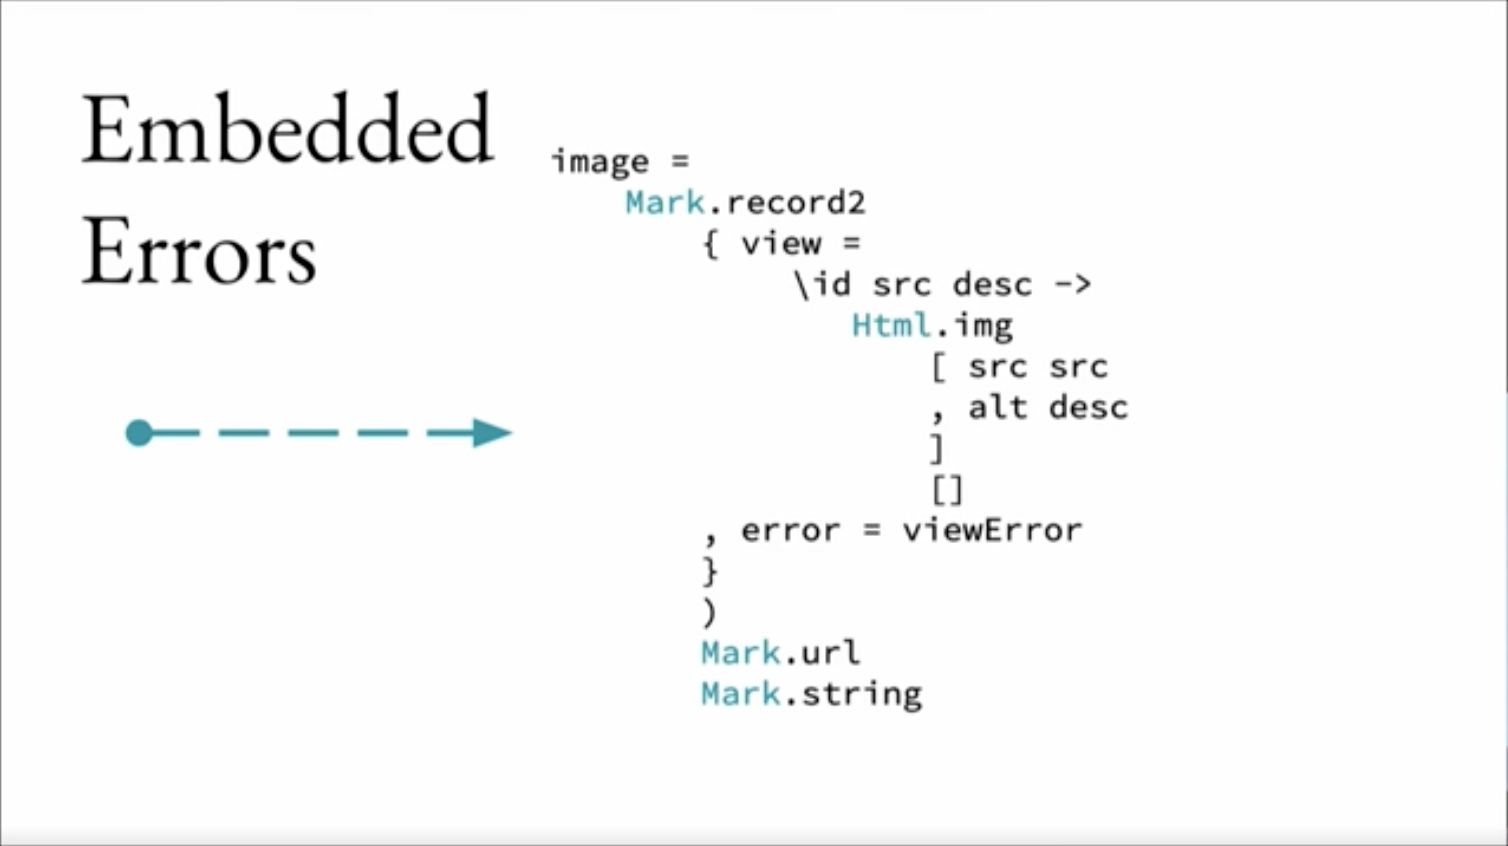 Embedded
Errors
image =
Mark.record2
{ view =
\id src desc ->
Html.img
[ src src
, alt desc
]
[]
, error = viewError
}
)
Mark.url
Mark.string